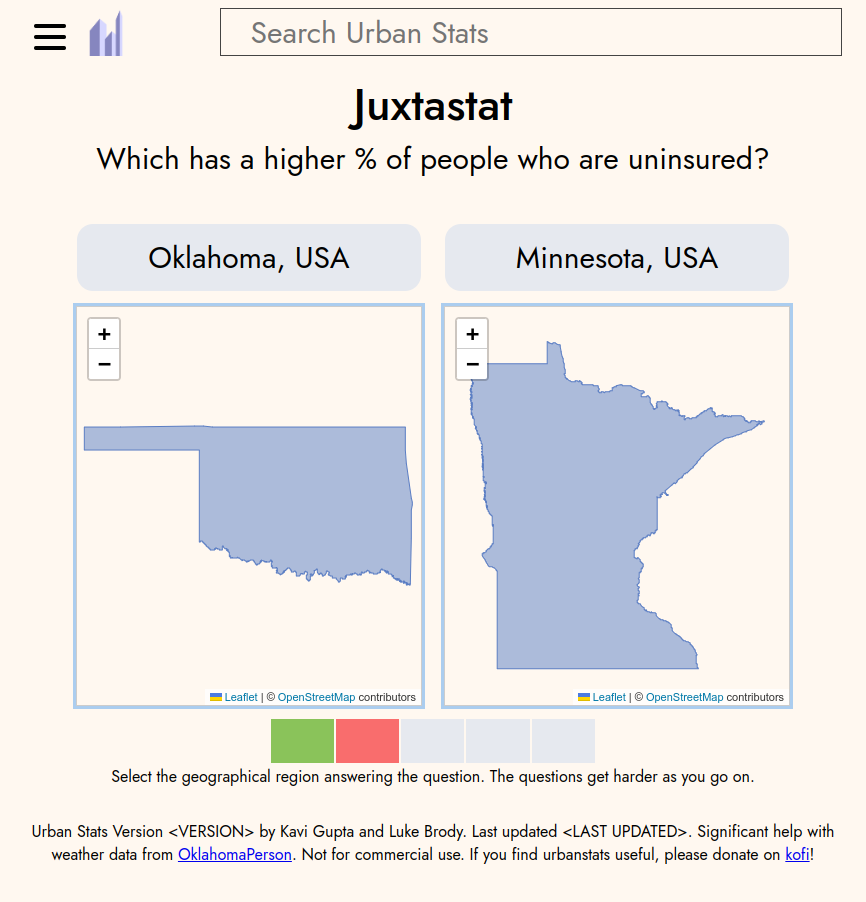 Search Urban Stats
Juxtastat
Which has a higher % of people who are uninsured?
Oklahoma, USA
Minnesota, USA
+
−
+
−
Leaflet | © OpenStreetMap contributors
Leaflet | © OpenStreetMap contributors
Select the geographical region answering the question. The questions get harder as you go on.
Urban Stats Version <VERSION> by Kavi Gupta and Luke Brody. Last updated <LAST UPDATED>. Significant help with
weather data from OklahomaPerson. Not for commercial use. If you find urbanstats useful, please donate on kofi!